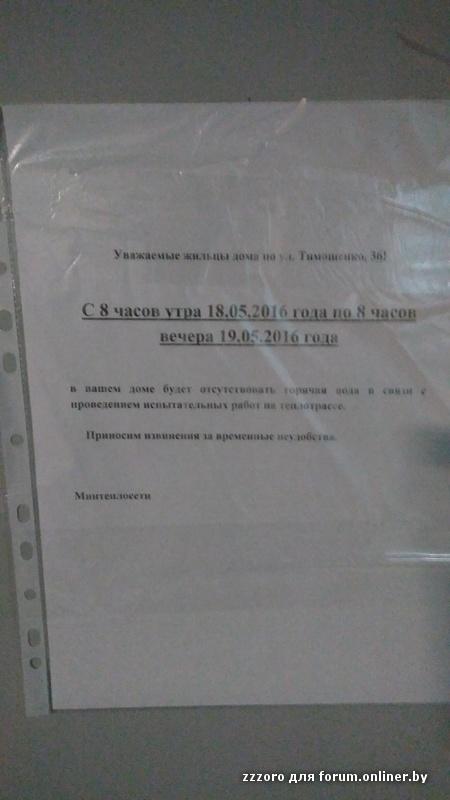 Уважаемые жильцы дома по ул. Тимошенко, 36!
С 8 часов утра 18.05.2016 года по 8 часов
вечера 19.05.2016 года
в вашем доме будет отсутствовать горячая вода в связи с
проведением испытательных работ на теплотрассе.
Приносим извинения за временные неудобства.
Минтеплосети
zzzoro для forum.onliner.by